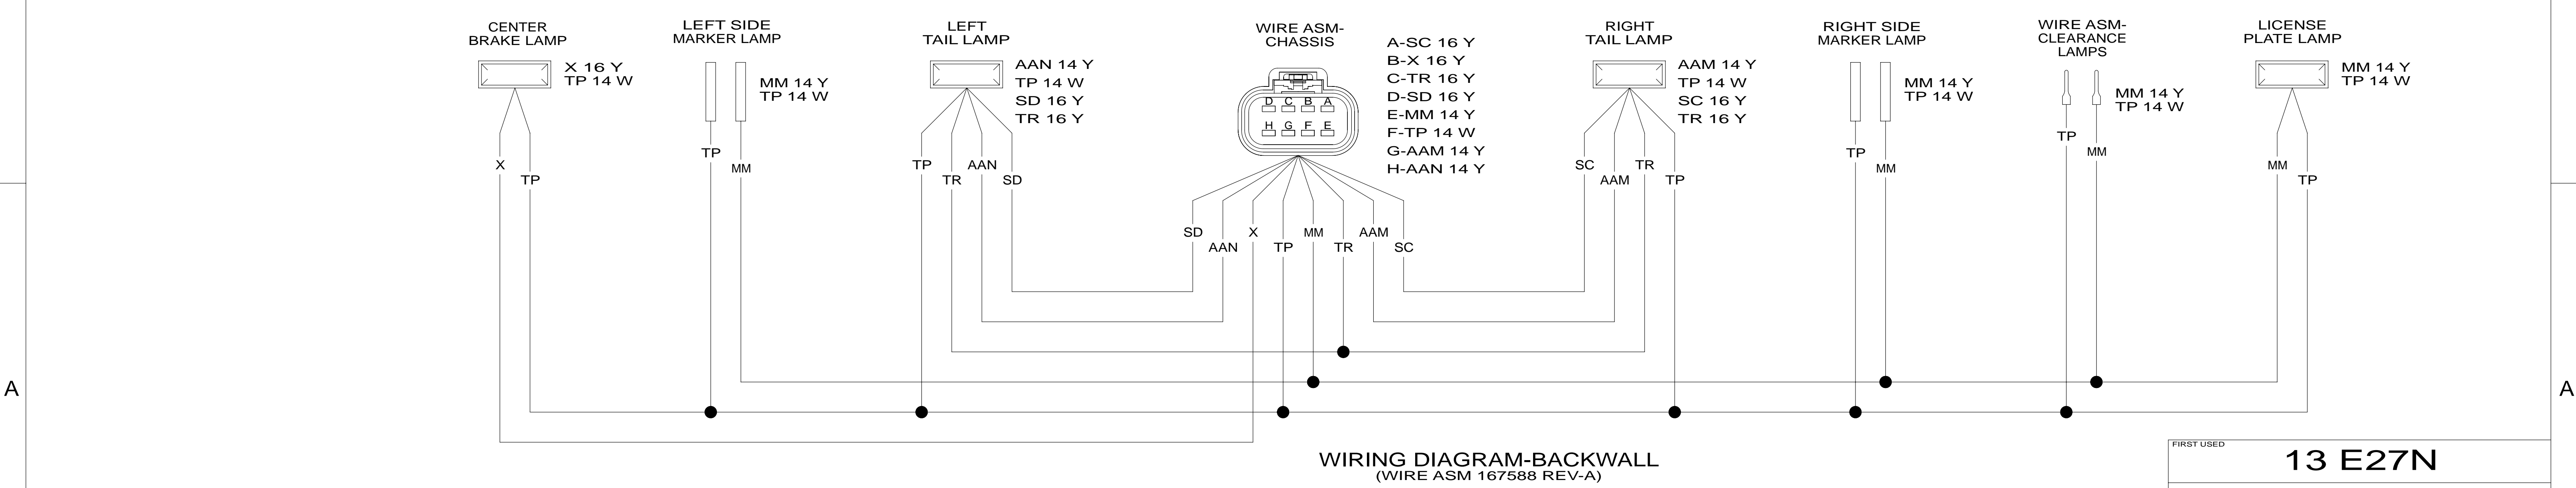 CENTER
BRAKE LAMP
X 16 Y
TP 14 W
X
TP
LEFT SIDE
MARKER LAMP
MM 14 Y
TP 14 W
TP
MM
LEFT
TAIL LAMP
AAN 14 Y
TP 14 W
SD 16 Y
TR 16 Y
TP
TR
AAN
SD
WIRE ASM-
CHASSIS
D C B A
H G F E
A-SC 16 Y
B-X 16 Y
C-TR 16 Y
D-SD 16 Y
E-MM 14 Y
F-TP 14 W
G-AAM 14 Y
H-AAN 14 Y
SD
AAN
X
TP
MM
TR
AAM
SC
RIGHT
TAIL LAMP
AAM 14 Y
TP 14 W
SC 16 Y
TR 16 Y
SC
AAM
TR
TP
RIGHT SIDE
MARKER LAMP
MM 14 Y
TP 14 W
TP
MM
WIRE ASM-
CLEARANCE
LAMPS
MM 14 Y
TP 14 W
TP
MM
LICENSE
PLATE LAMP
MM 14 Y
TP 14 W
MM
TP
A
A
WIRING DIAGRAM-BACKWALL
(WIRE ASM 167588 REV-A)
FIRST USED
13 E27N